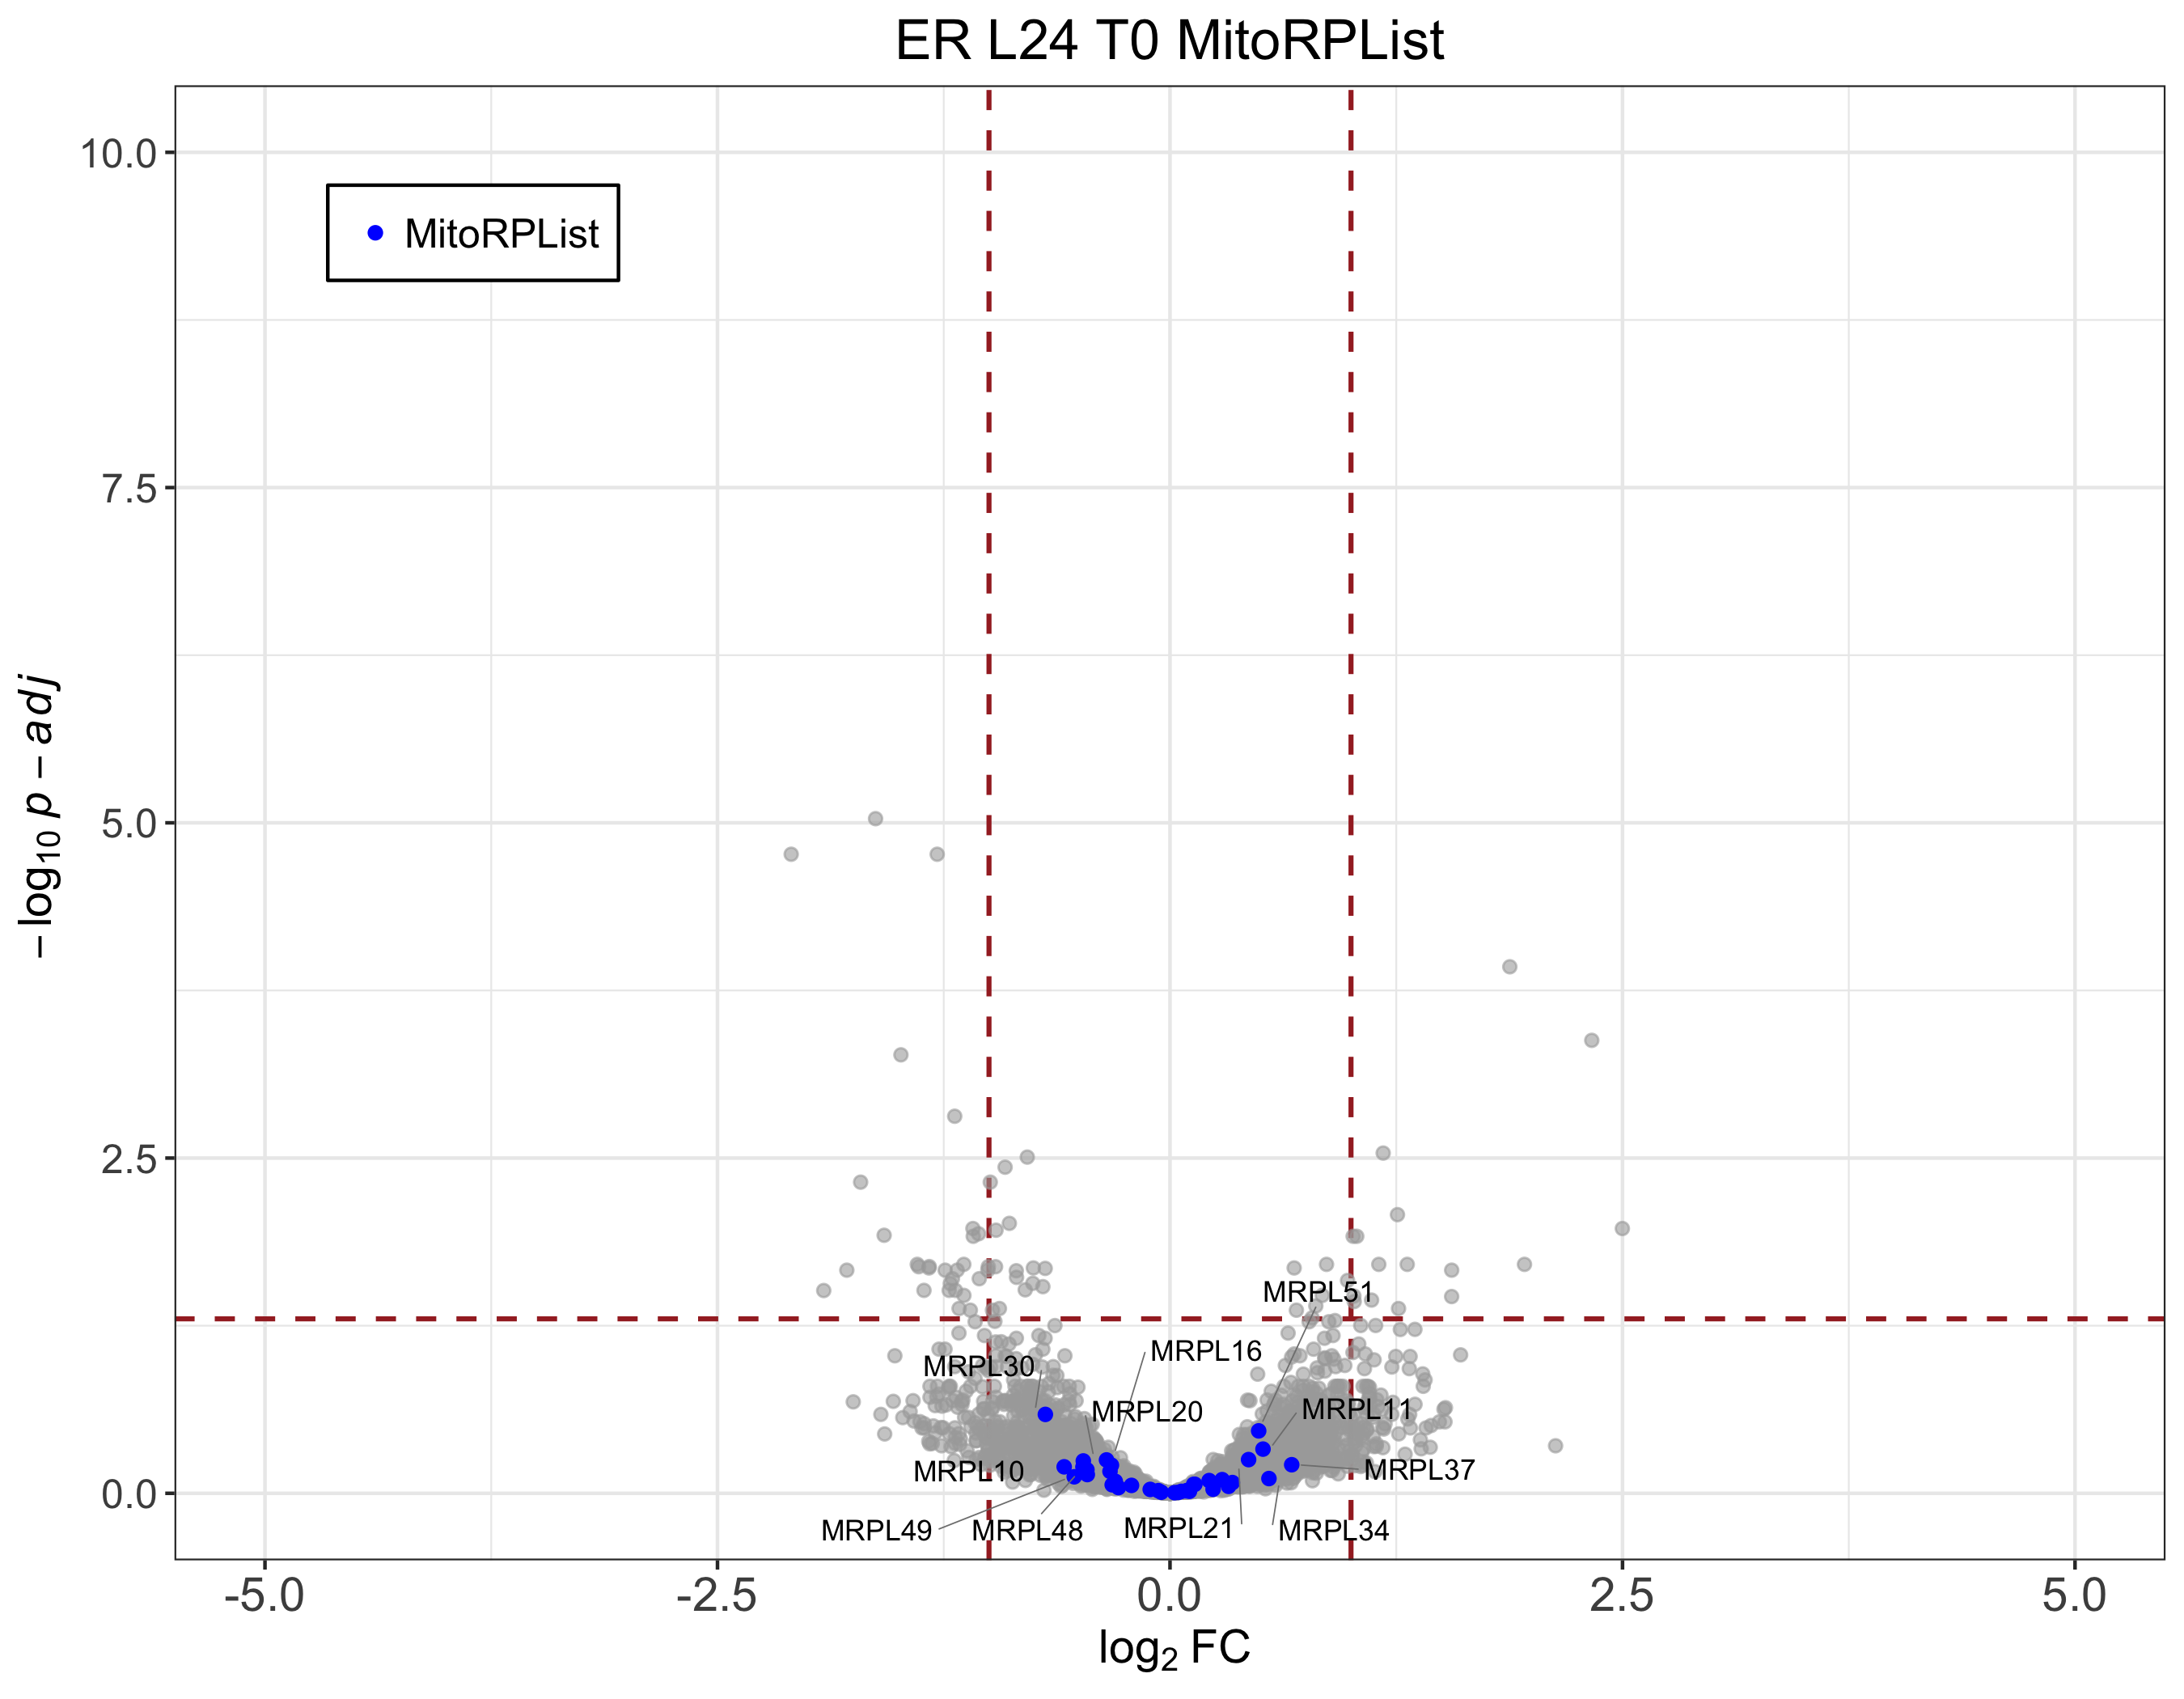 ER L24 T0 MitoRPList
10.0
MitoRPList
7.5
−log10 p − adj
5.0
2.5
MRPL51
MRPL16
MRPL30
MRPL20
MRPL11
MRPL10
MRPL37
0.0
MRPL49
MRPL48
MRPL21
MRPL34
-5.0
-2.5
0.0
2.5
5.0
log2 FC